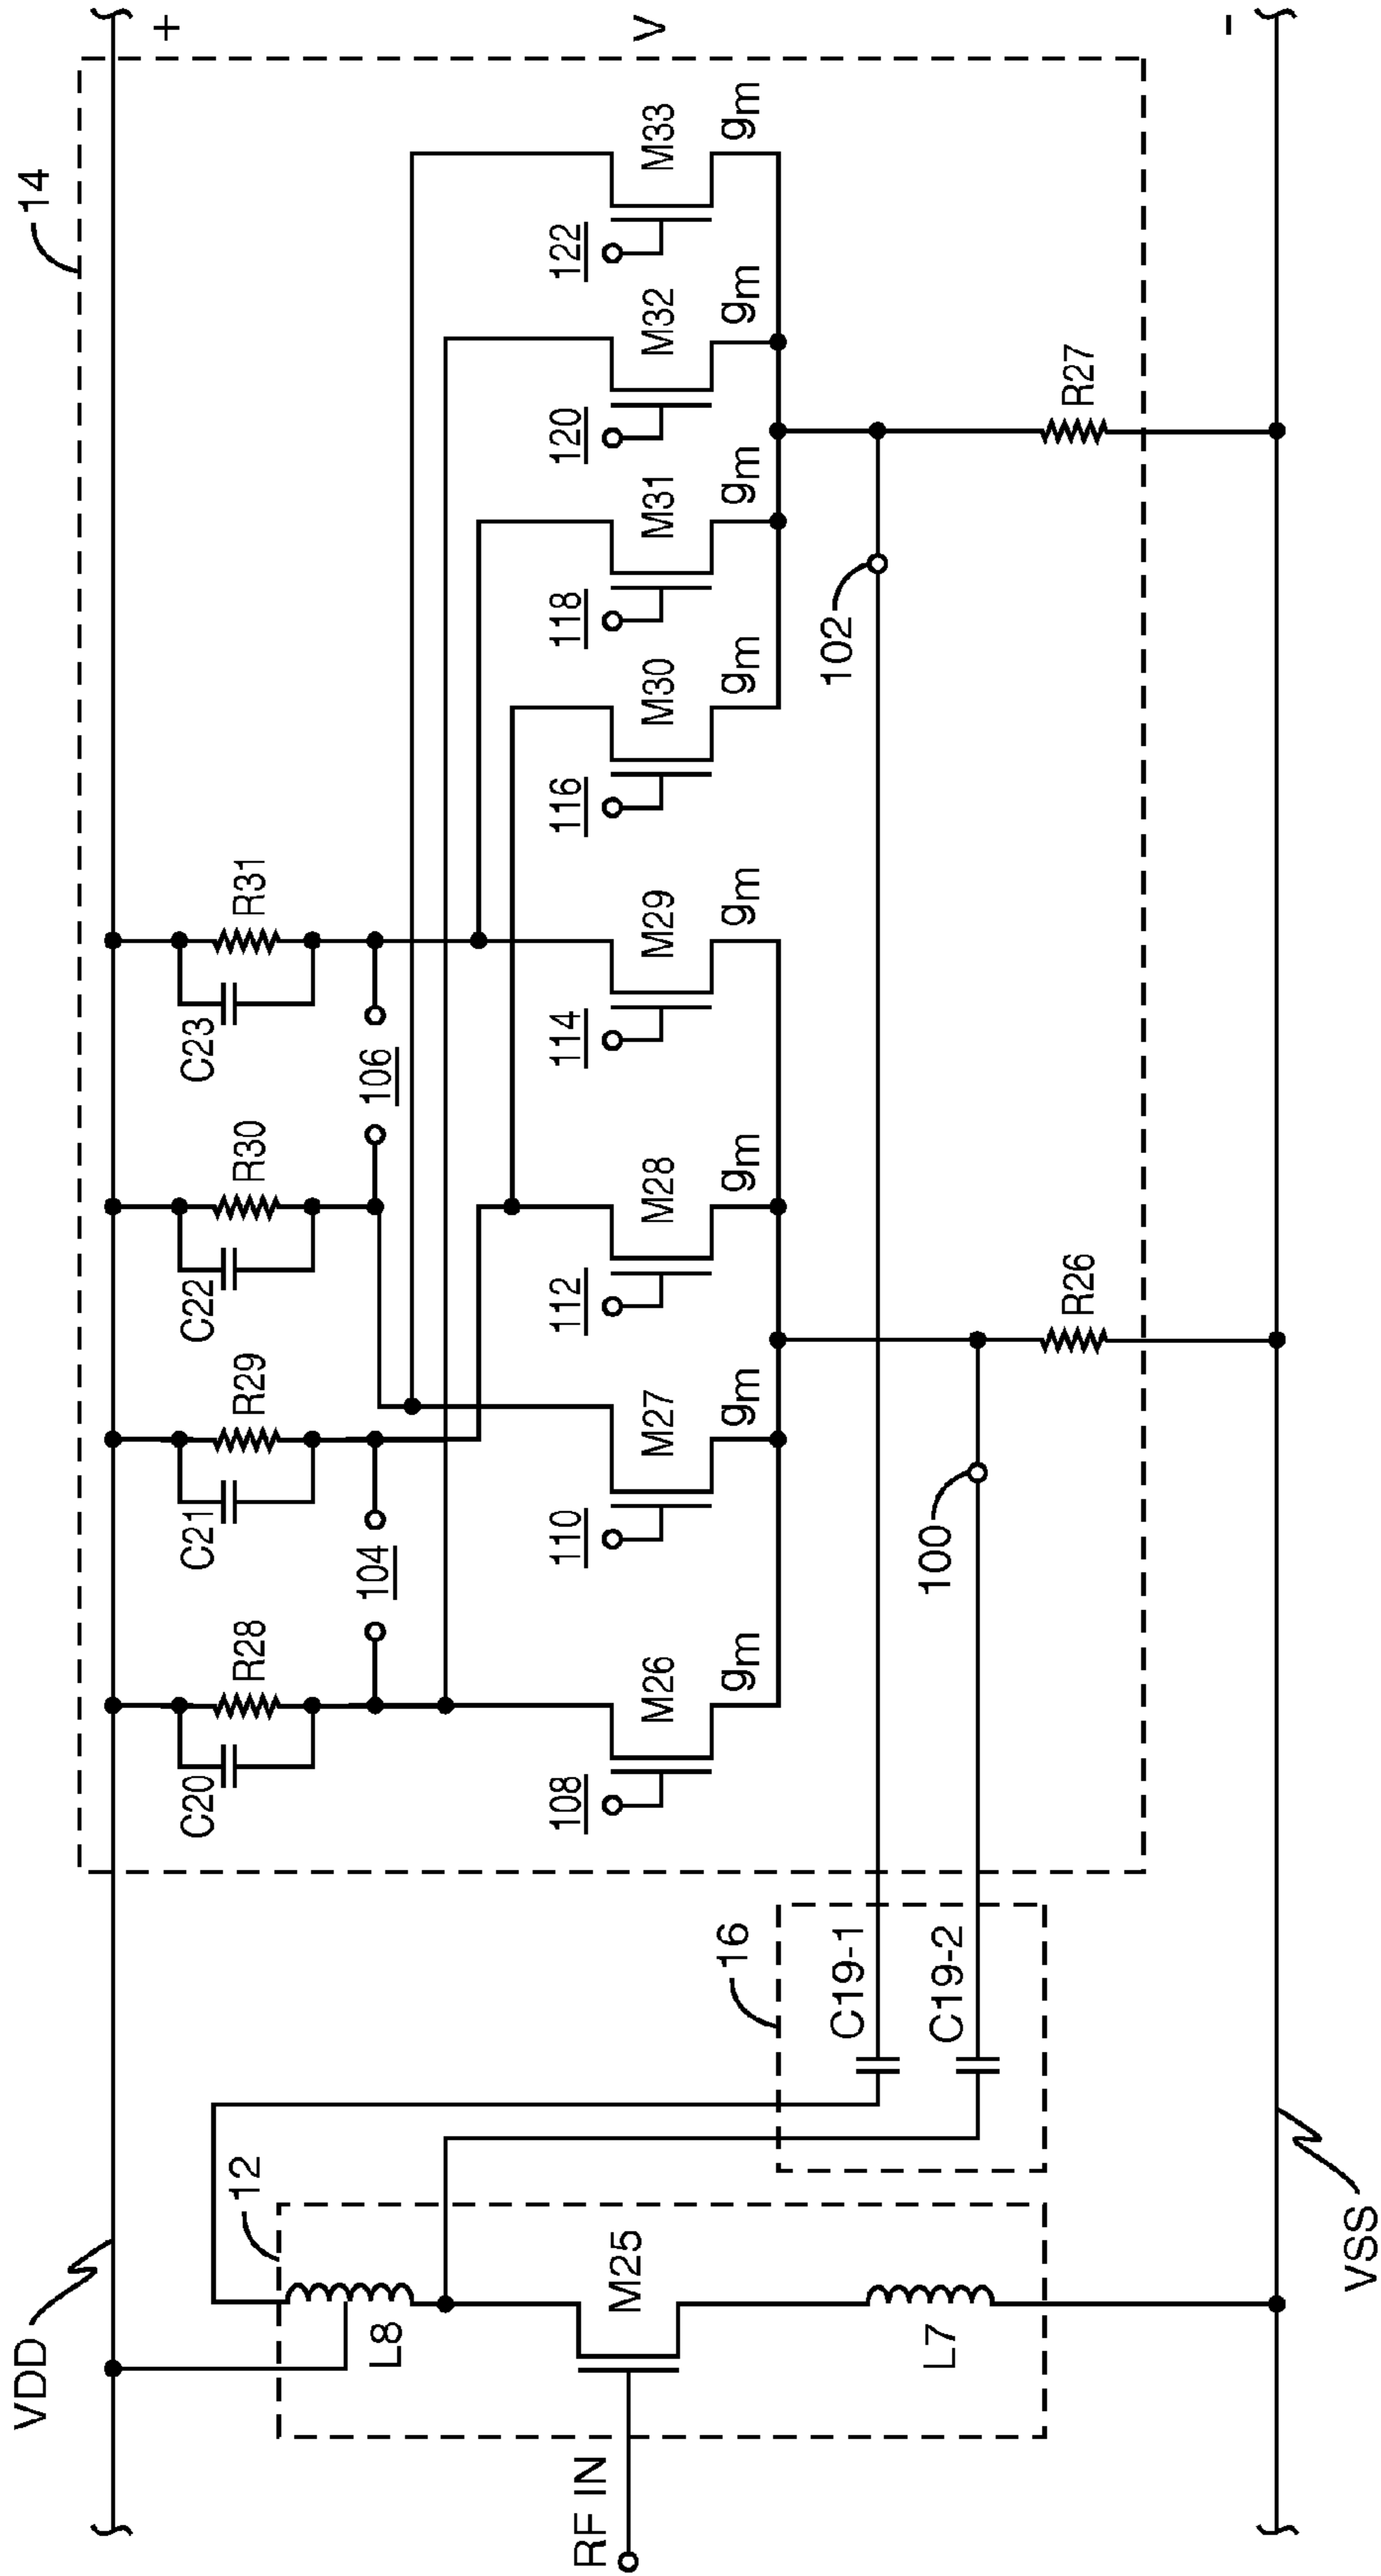 14
VDD
+
C20
R28
C21
R29
C22
R30
C23
R31
104
106
12
L8
V
RF IN
M25
108
M26
gm
110
M27
gm
112
M28
gm
114
M29
gm
116
M30
gm
118
M31
gm
120
M32
gm
122
M33
gm
16
C19-1
102
C19-2
100
L7
R26
R27
-
VSS